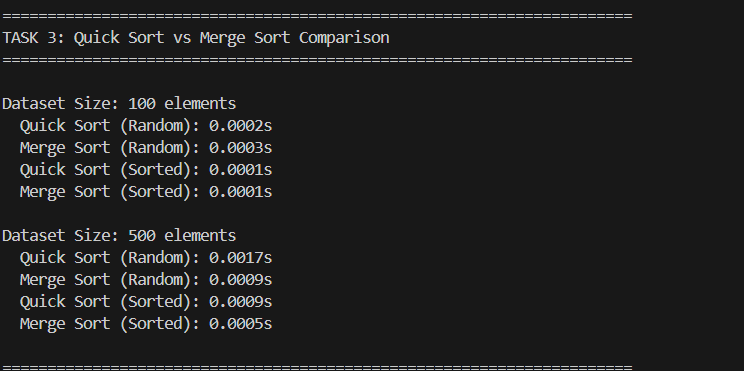 ======================================================================
TASK 3: Quick Sort vs Merge Sort Comparison
======================================================================
Dataset Size: 100 elements
Quick Sort (Random): 0.0002s
Merge Sort (Random): 0.0003s
Quick Sort (Sorted): 0.0001s
Merge Sort (Sorted): 0.0001s
Dataset Size: 500 elements
Quick Sort (Random): 0.0017s
Merge Sort (Random): 0.0009s
Quick Sort (Sorted): 0.0009s
Merge Sort (Sorted): 0.0005s
======================================================================